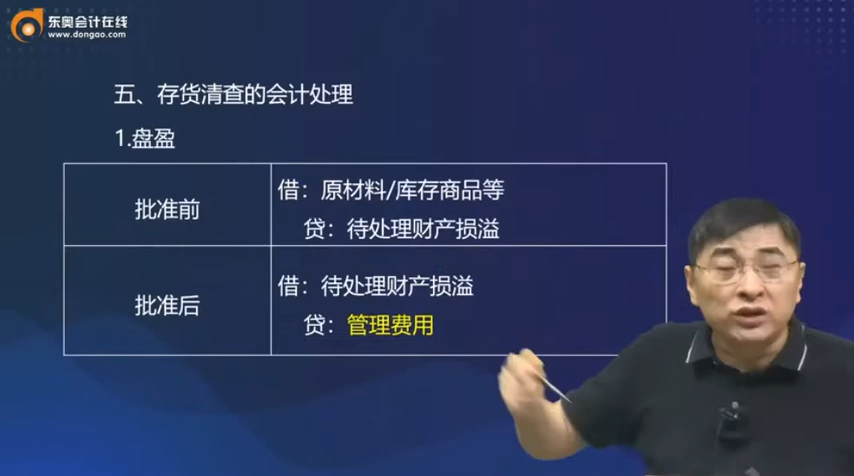 东奥会计在线
www.dongao.com
五、存货清查的会计处理
1.盘盈
批准前
借：原材料/库存商品等
贷：待处理财产损溢
批准后
借：待处理财产损溢
贷：管理费用